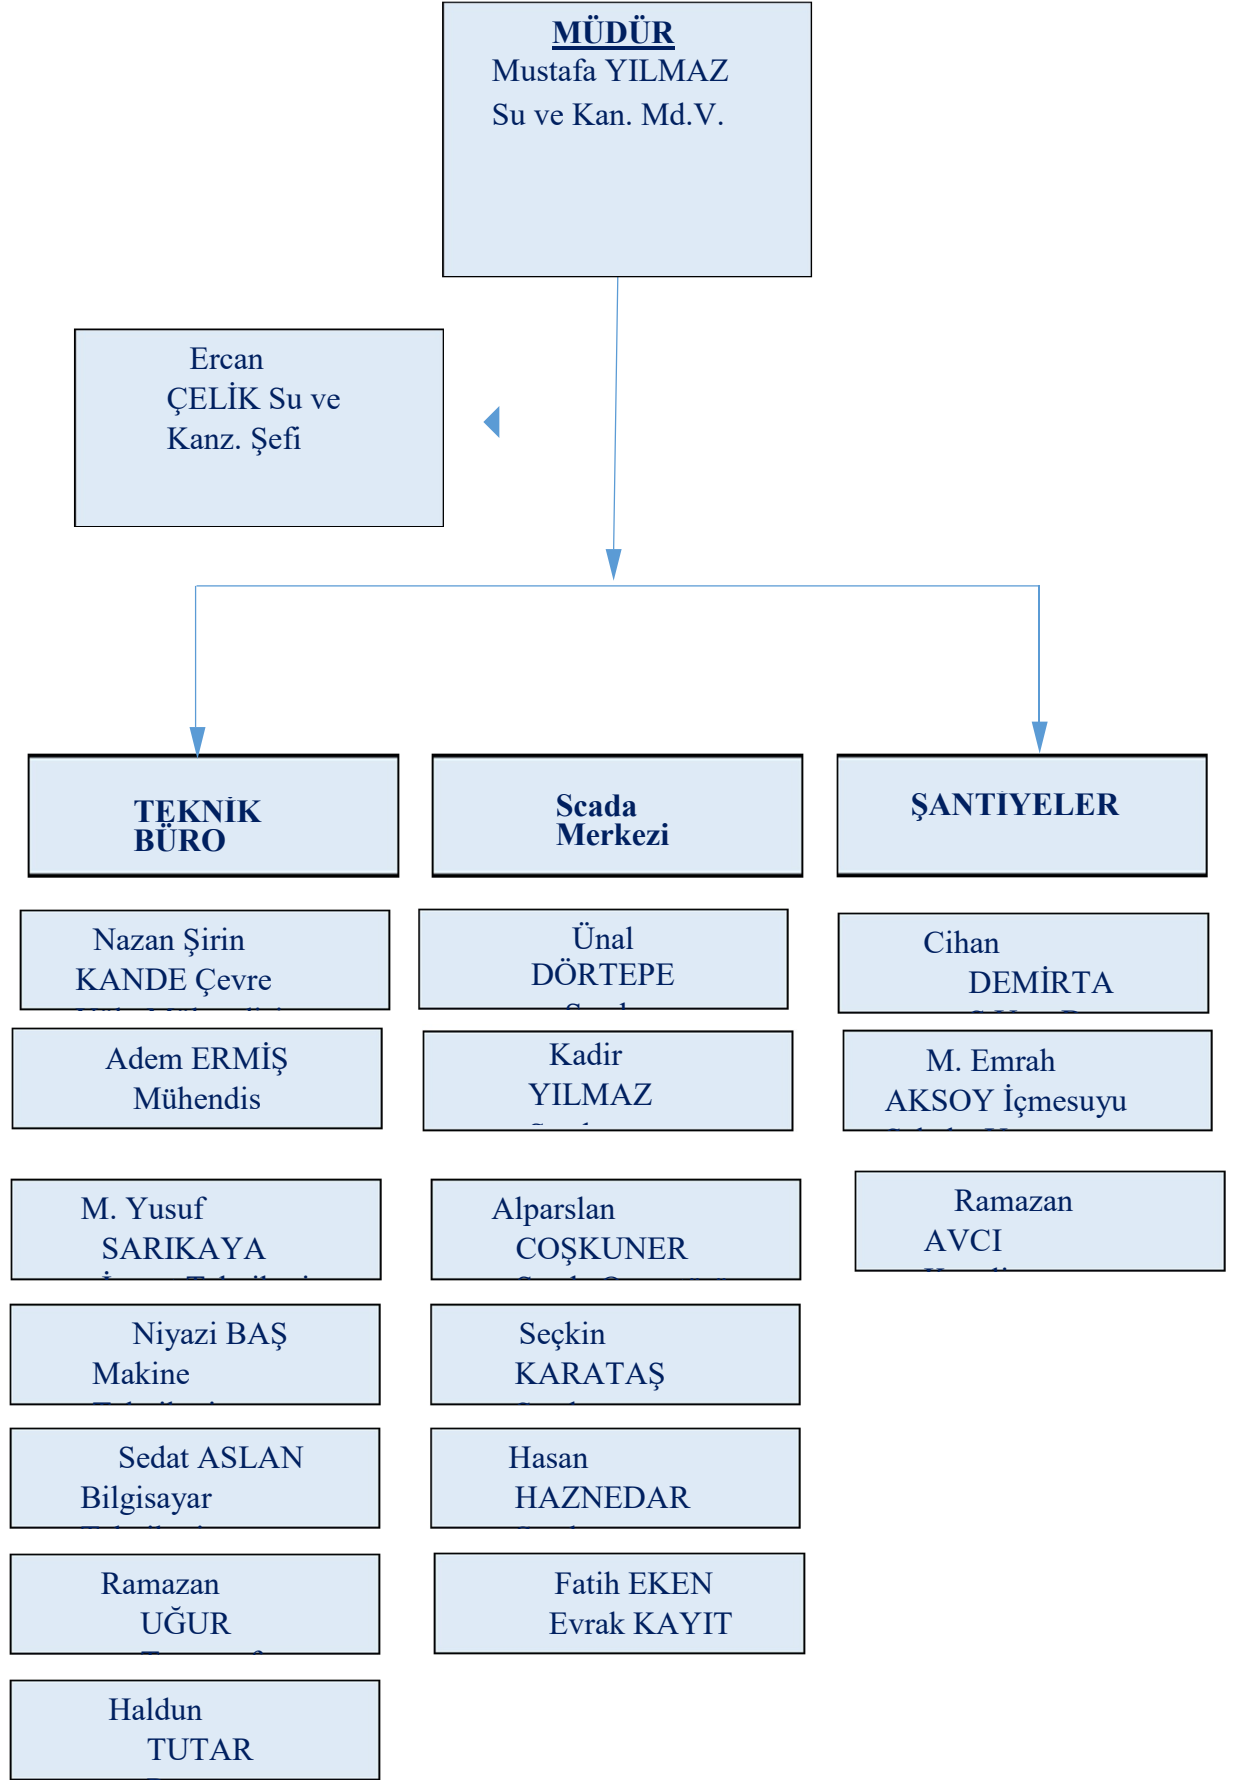 MÜDÜR
Mustafa YILMAZ
Su ve Kan. Md.V.
Ercan
ÇELİK Su ve
Kanz. Şefi
TEKNİK
BÜRO
Scada
Merkezi
ŞANTİYELER
Nazan Şirin
KANDE Çevre
Ünal
DÖRTEPE
Cihan
DEMİRTA
Adem ERMİŞ
Mühendis
Kadir
YILMAZ
M. Emrah
AKSOY İçmesuyu
M. Yusuf
SARIKAYA
Alparslan
COŞKUNER
Ramazan
AVCI
Niyazi BAŞ
Makine
Seçkin
KARATAŞ
Sedat ASLAN
Bilgisayar
Hasan
HAZNEDAR
Ramazan
UĞUR
Fatih EKEN
Evrak KAYIT
Haldun
TUTAR